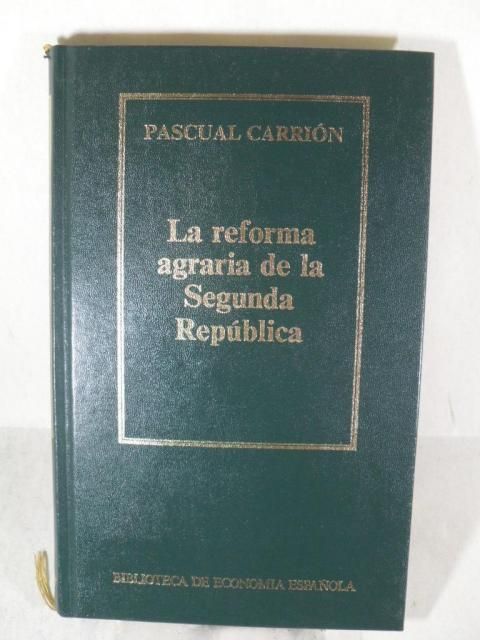 PASCUAL CARRIÓN
La reforma
agraria de la
Segunda
República
BIBLIOTECA DE ECONOMIA ESPAÑOLA